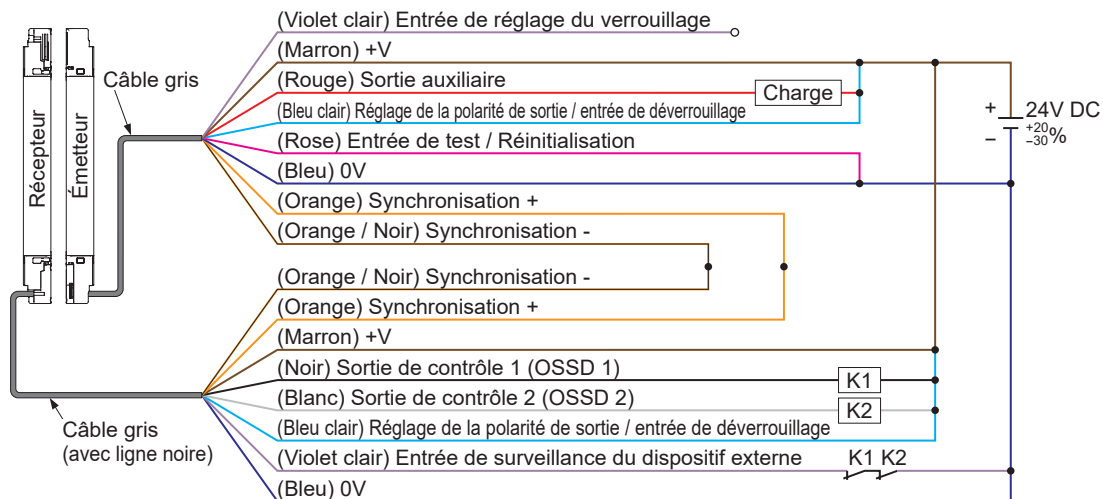 (Violet clair) Entrée de réglage du verrouillage
(Marron) +V
Câble gris
(Rouge) Sortie auxiliaire
Charge
(Bleu clair) Réglage de la polarité de sortie / entrée de déverrouillage
+ 24V DC
– +20 –30 %
(Rose) Entrée de test / Réinitialisation
(Bleu) 0V
Récepteur
Émetteur
(Orange) Synchronisation +
(Orange / Noir) Synchronisation -
(Orange / Noir) Synchronisation -
(Orange) Synchronisation +
(Marron) +V
(Noir) Sortie de contrôle 1 (OSSD 1)
K1
(Blanc) Sortie de contrôle 2 (OSSD 2)
K2
(Bleu clair) Réglage de la polarité de sortie / entrée de déverrouillage
Câble gris
(avec ligne noire)
(Violet clair) Entrée de surveillance du dispositif externe
K1 K2
(Bleu) 0V